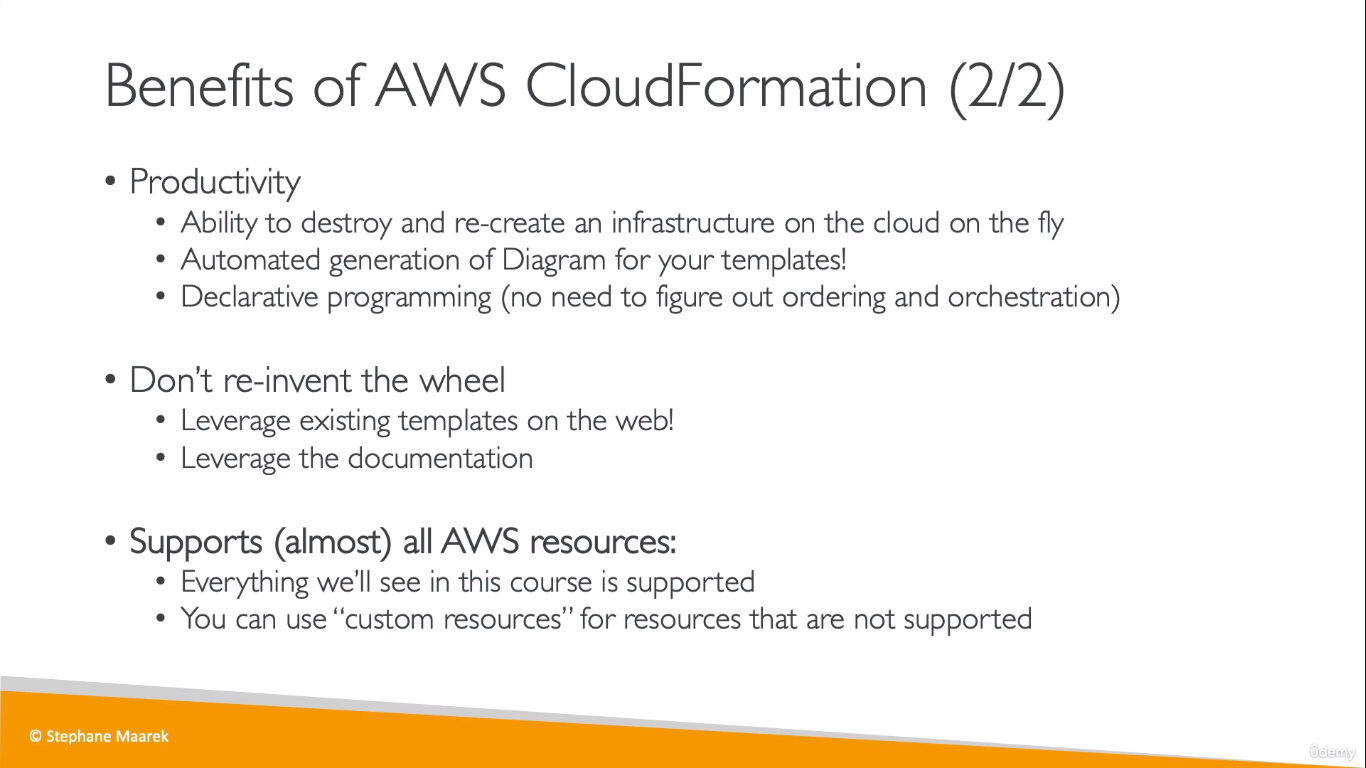 Benefits of AWS CloudFormation (2/2)
• Productivity
• Ability to destroy and re-create an infrastructure on the cloud on the fly
• Automated generation of Diagram for your templates!
• Declarative programming (no need to figure out ordering and orchestration)
• Don’t re-invent the wheel
• Leverage existing templates on the web!
• Leverage the documentation
• Supports (almost) all AWS resources:
• Everything we’ll see in this course is supported
• You can use “custom resources” for resources that are not supported
© Stephane Maarek
ûdemy